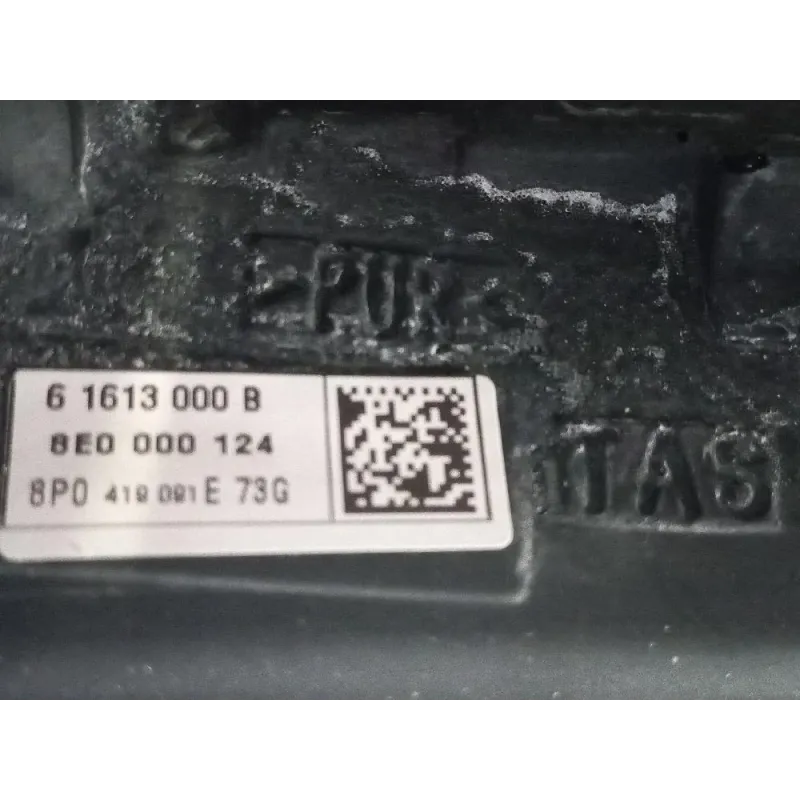 >PUR<
6 1613 000 B
8E0 000 124
8P0 419 091 E 73G
TAS